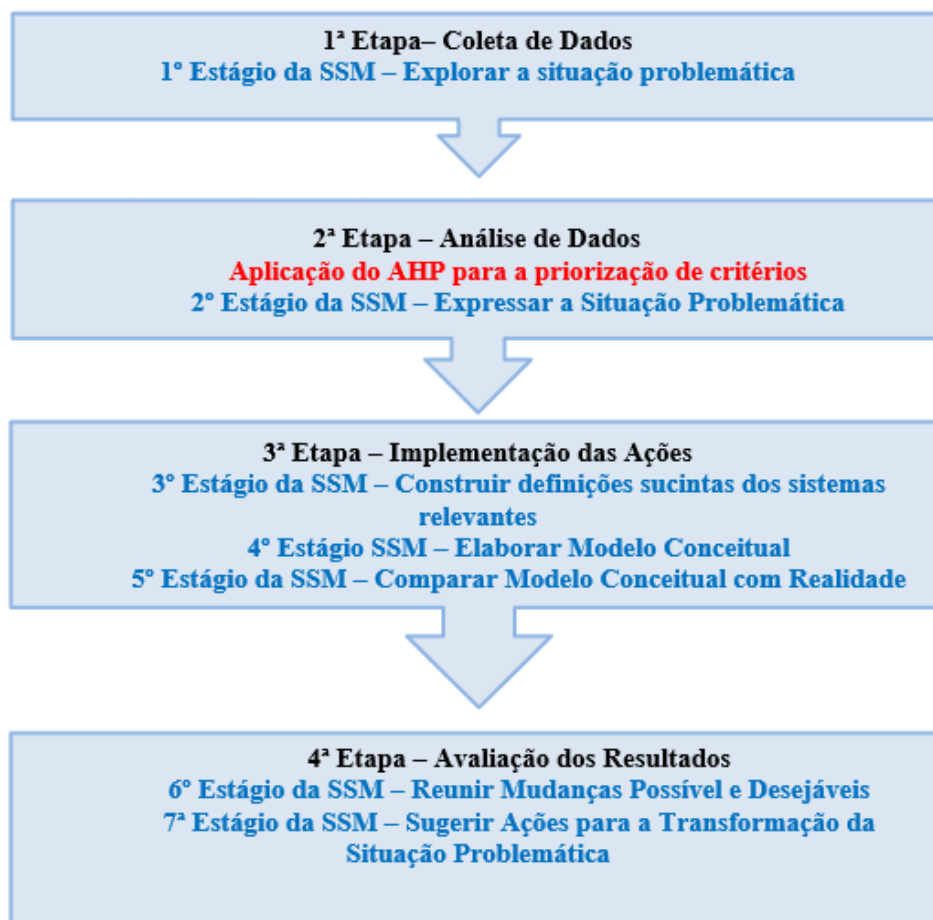 1ª Etapa– Coleta de Dados
1º Estágio da SSM – Explorar a situação problemática
2ª Etapa – Análise de Dados
Aplicação do AHP para a priorização de critérios
2º Estágio da SSM – Expressar a Situação Problemática
3ª Etapa – Implementação das Ações
3º Estágio da SSM – Construir definições sucintas dos sistemas
relevantes
4º Estágio SSM – Elaborar Modelo Conceitual
5º Estágio da SSM – Comparar Modelo Conceitual com Realidade
4ª Etapa – Avaliação dos Resultados
6º Estágio da SSM – Reunir Mudanças Possível e Desejáveis
7ª Estágio da SSM – Sugerir Ações para a Transformação da
Situação Problemática